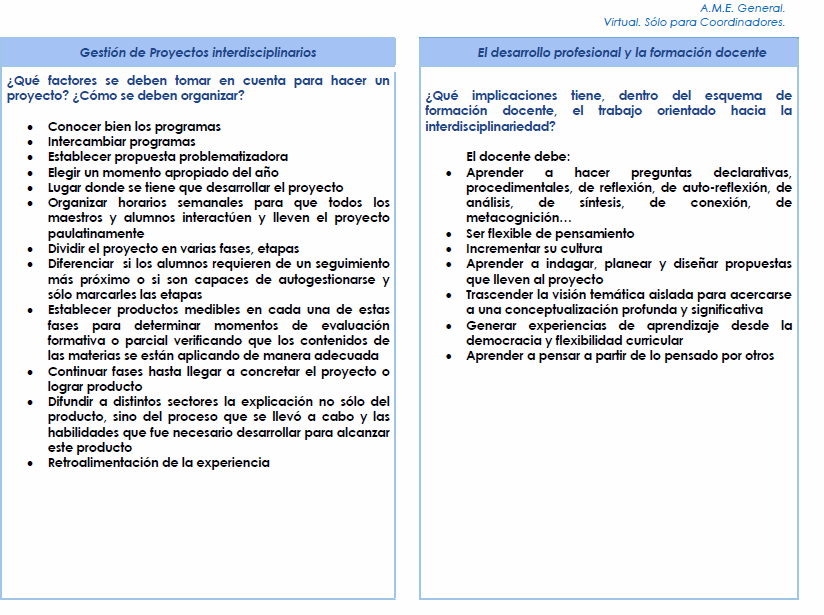 A.M.E. General.
Virtual. Sólo para Coordinadores.
Gestión de Proyectos interdisciplinarios
¿Qué factores se deben tomar en cuenta para hacer un
proyecto? ¿Cómo se deben organizar?
• Conocer bien los programas
• Intercambiar programas
• Establecer propuesta problematizadora
• Elegir un momento apropiado del año
• Lugar donde se tiene que desarrollar el proyecto
• Organizar horarios semanales para que todos los
maestros y alumnos interactúen y lleven el proyecto
paulatinamente
• Dividir el proyecto en varias fases, etapas
• Diferenciar si los alumnos requieren de un seguimiento
más próximo o si son capaces de autogestionarse y
sólo marcarles las etapas
• Establecer productos medibles en cada una de estas
fases para determinar momentos de evaluación
formativa o parcial verificando que los contenidos de
las materias se están aplicando de manera adecuada
• Continuar fases hasta llegar a concretar el proyecto o
lograr producto
• Difundir a distintos sectores la explicación no sólo del
producto, sino del proceso que se llevó a cabo y las
habilidades que fue necesario desarrollar para alcanzar
este producto
• Retroalimentación de la experiencia
El desarrollo profesional y la formación docente
¿Qué implicaciones tiene, dentro del esquema de
formación docente, el trabajo orientado hacia la
interdisciplinariedad?
El docente debe:
• Aprender a hacer preguntas declarativas,
procedimentales, de reflexión, de auto-reflexión, de
análisis, de síntesis, de conexión, de
metacognición…
• Ser flexible de pensamiento
• Incrementar su cultura
• Aprender a indagar, planear y diseñar propuestas
que lleven al proyecto
• Trascender la visión temática aislada para acercarse
a una conceptualización profunda y significativa
• Generar experiencias de aprendizaje desde la
democracia y flexibilidad curricular
• Aprender a pensar a partir de lo pensado por otros